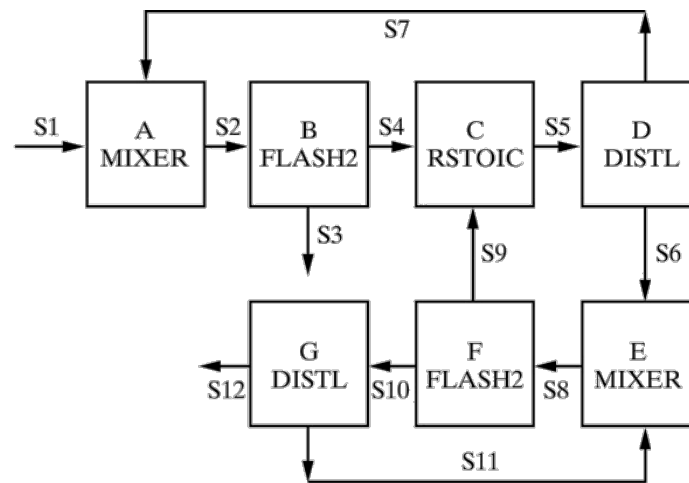 S7
S1
A
MIXER
S2
B
FLASH2
S4
C
RSTOIC
S5
D
DISTL
S3
S9
S6
G
DISTL
F
FLASH2
E
MIXER
S12
S10
S8
S11